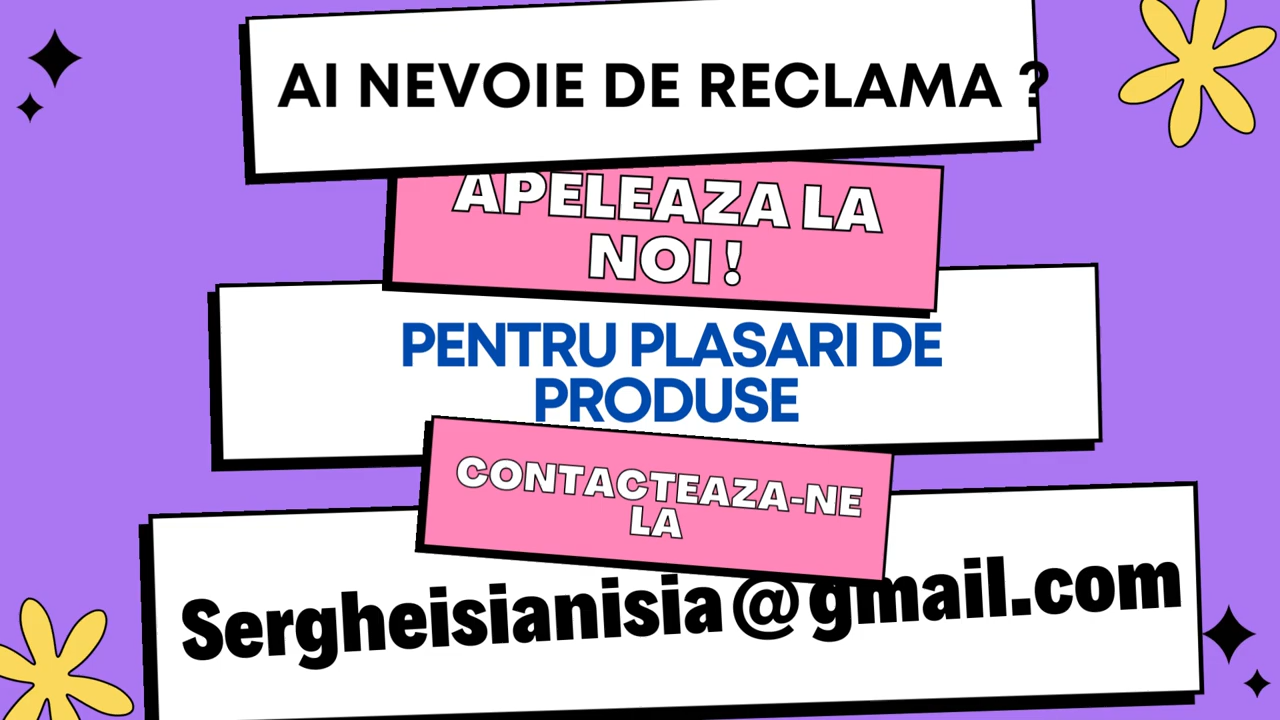 AI NEVOIE DE RECLAMA ?
APELEAZA LA
NOI !
PENTRU PLASARI DE
PRODUSE
CONTACTEAZA-NE
LA
Sergheisianisia@gmail.com